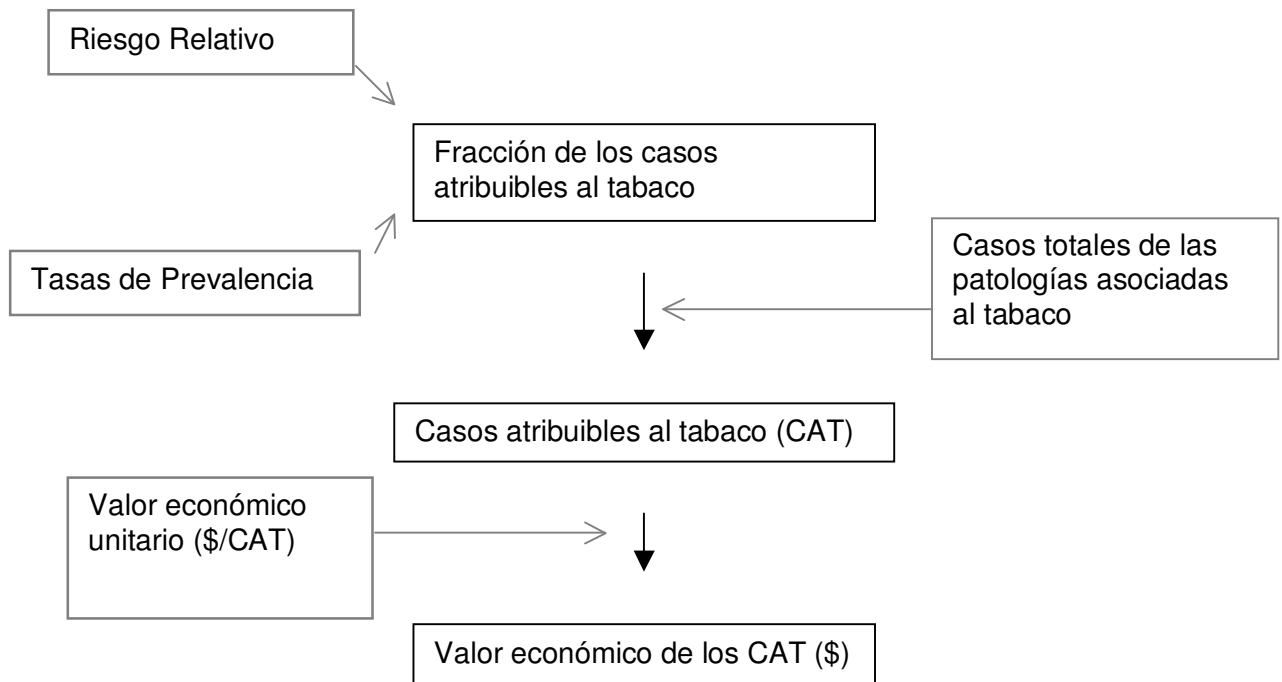 Riesgo Relativo
Fracción de los casos
atribuibles al tabaco
Tasas de Prevalencia
Casos totales de las
patologías asociadas
al tabaco
Casos atribuibles al tabaco (CAT)
Valor económico
unitario ($/CAT)
Valor económico de los CAT ($)